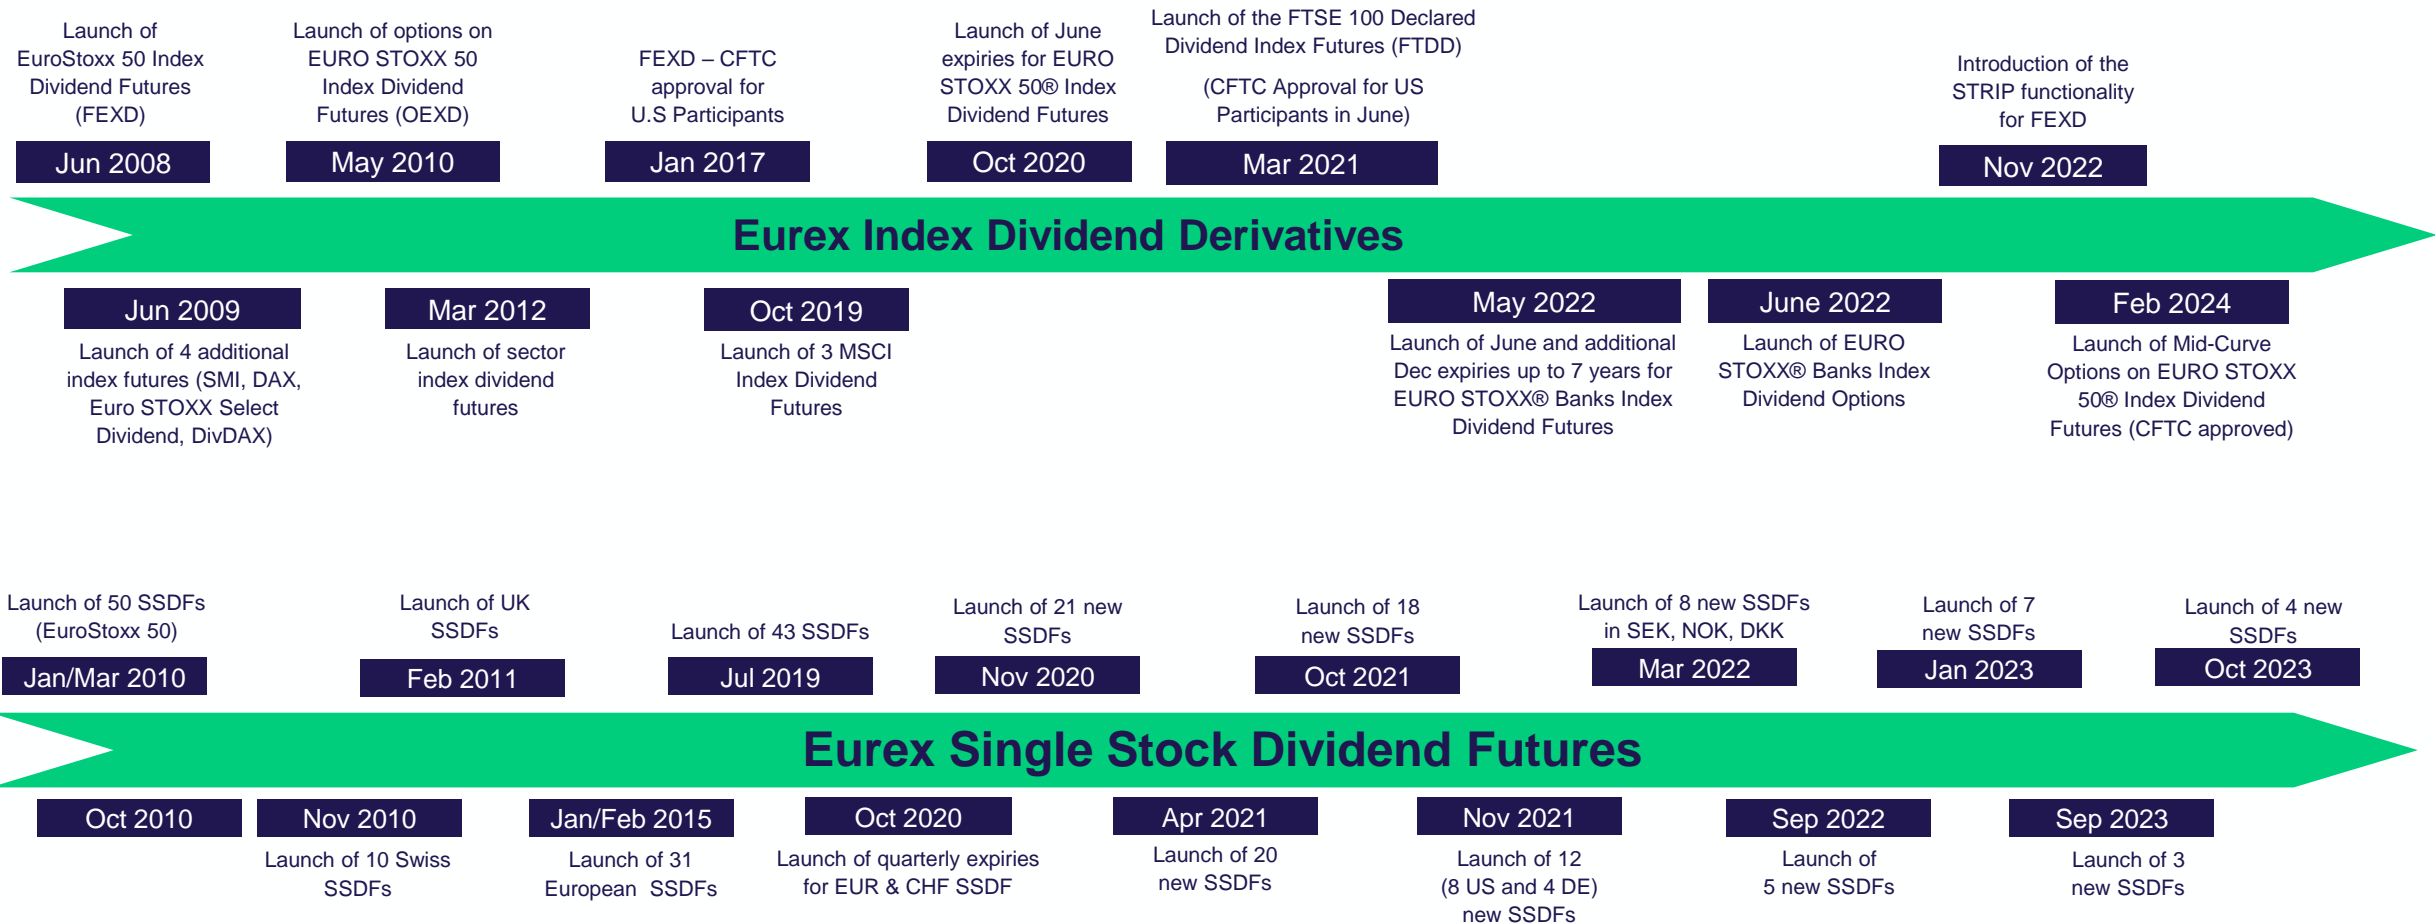 Launch of
EuroStoxx 50 Index
Dividend Futures
(FEXD)
Jun 2008
Launch of options on
EURO STOXX 50
Index Dividend
Futures (OEXD)
May 2010
FEXD – CFTC
approval for
U.S Participants
Jan 2017
Launch of June
expiries for EURO
STOXX 50® Index
Dividend Futures
Oct 2020
Launch of the FTSE 100 Declared
Dividend Index Futures (FTDD)
(CFTC Approval for US
Participants in June)
Mar 2021
Introduction of the
STRIP functionality
for FEXD
Nov 2022
Eurex Index Dividend Derivatives
Jun 2009
Launch of 4 additional
index futures (SMI, DAX,
Euro STOXX Select
Dividend, DivDAX)
Mar 2012
Launch of sector
index dividend
futures
Oct 2019
Launch of 3 MSCI
Index Dividend
Futures
May 2022
Launch of June and additional
Dec expiries up to 7 years for
EURO STOXX® Banks Index
Dividend Futures
June 2022
Launch of EURO
STOXX® Banks Index
Dividend Options
Feb 2024
Launch of Mid-Curve
Options on EURO STOXX
50® Index Dividend
Futures (CFTC approved)
Launch of 50 SSDFs
(EuroStoxx 50)
Jan/Mar 2010
Launch of UK
SSDFs
Feb 2011
Launch of 43 SSDFs
Jul 2019
Launch of 21 new
SSDFs
Nov 2020
Launch of 18
new SSDFs
Oct 2021
Launch of 8 new SSDFs
in SEK, NOK, DKK
Mar 2022
Launch of 7
new SSDFs
Jan 2023
Launch of 4 new
SSDFs
Oct 2023
Eurex Single Stock Dividend Futures
Oct 2010
Nov 2010
Launch of 10 Swiss
SSDFs
Jan/Feb 2015
Launch of 31
European SSDFs
Oct 2020
Launch of quarterly expiries
for EUR & CHF SSDF
Apr 2021
Launch of 20
new SSDFs
Nov 2021
Launch of 12
(8 US and 4 DE)
new SSDFs
Sep 2022
Launch of
5 new SSDFs
Sep 2023
Launch of 3
new SSDFs